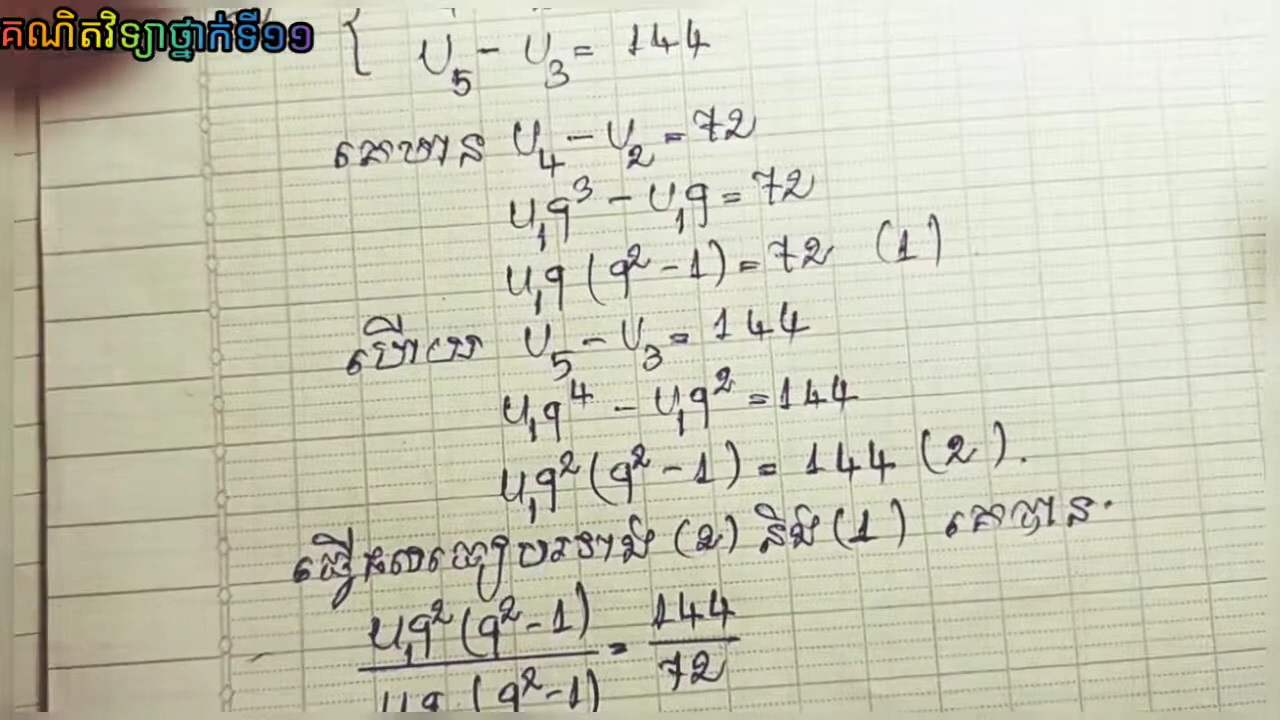 គណិតវិទ្យាថ្នាក់ទី១១
{ U₅ - U₃ = 144
គេបាន U₄ - U₂ = 72
U₁q³ - U₁q = 72
U₁q (q² - 1) = 72 (1)
ហើយ U₅ - U₃ = 144
U₁q⁴ - U₁q² = 144
U₁q² (q² - 1) = 144 (2).
ធ្វើផលធៀបរវាង (2) និង (1) គេបាន.
U₁q² (q² - 1) / U₁q (q² - 1) = 144 / 72